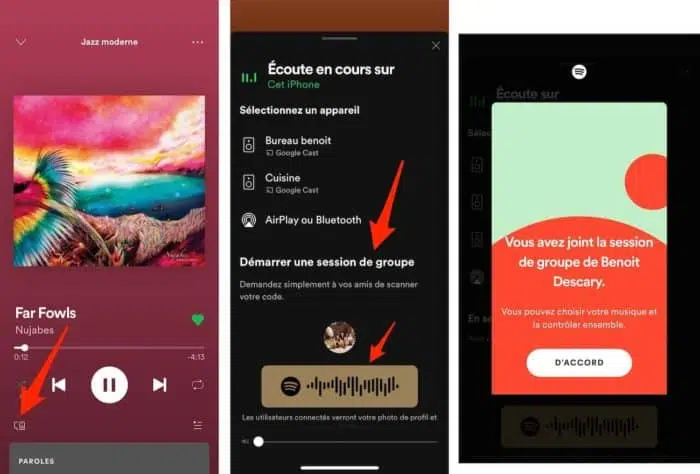 Jazz moderne
Far Fowls
Nujabes
0:12
-4:13
PAROLES
Écoute en cours sur
Cet iPhone
Sélectionnez un appareil
Bureau benoit
Google Cast
Cuisine
Google Cast
AirPlay ou Bluetooth
Démarrer une session de groupe
Demandez simplement à vos amis de scanner
votre code.
Les utilisateurs connectés verront votre photo de profil et
Écoute sur
Vous avez joint la session
de groupe de Benoit
Descary.
Vous pouvez choisir votre musique et
la contrôler ensemble.
D'ACCORD